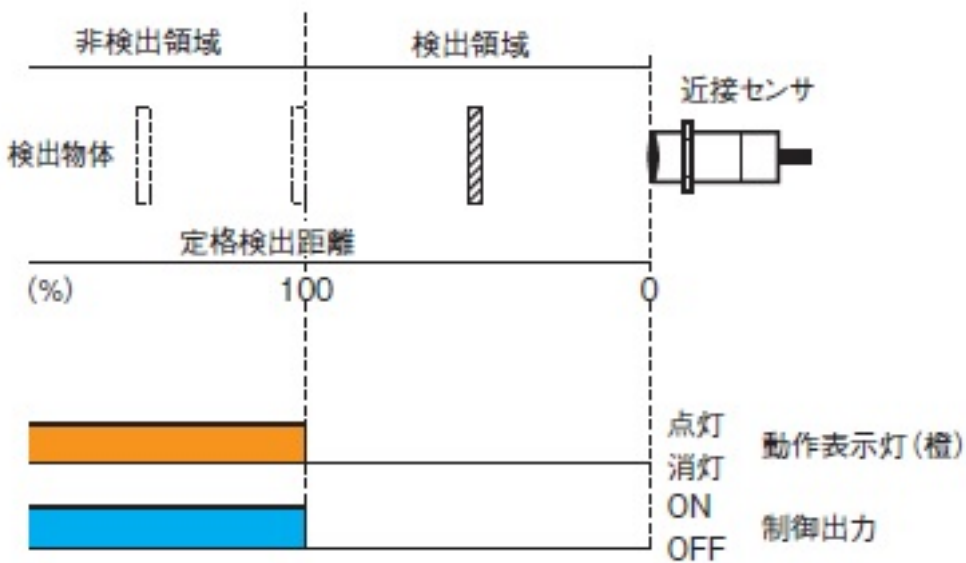 非検出領域
検出領域
近接センサ
検出物体
定格検出距離
(%)
100
0
点灯
消灯
動作表示灯(橙)
ON
OFF
制御出力